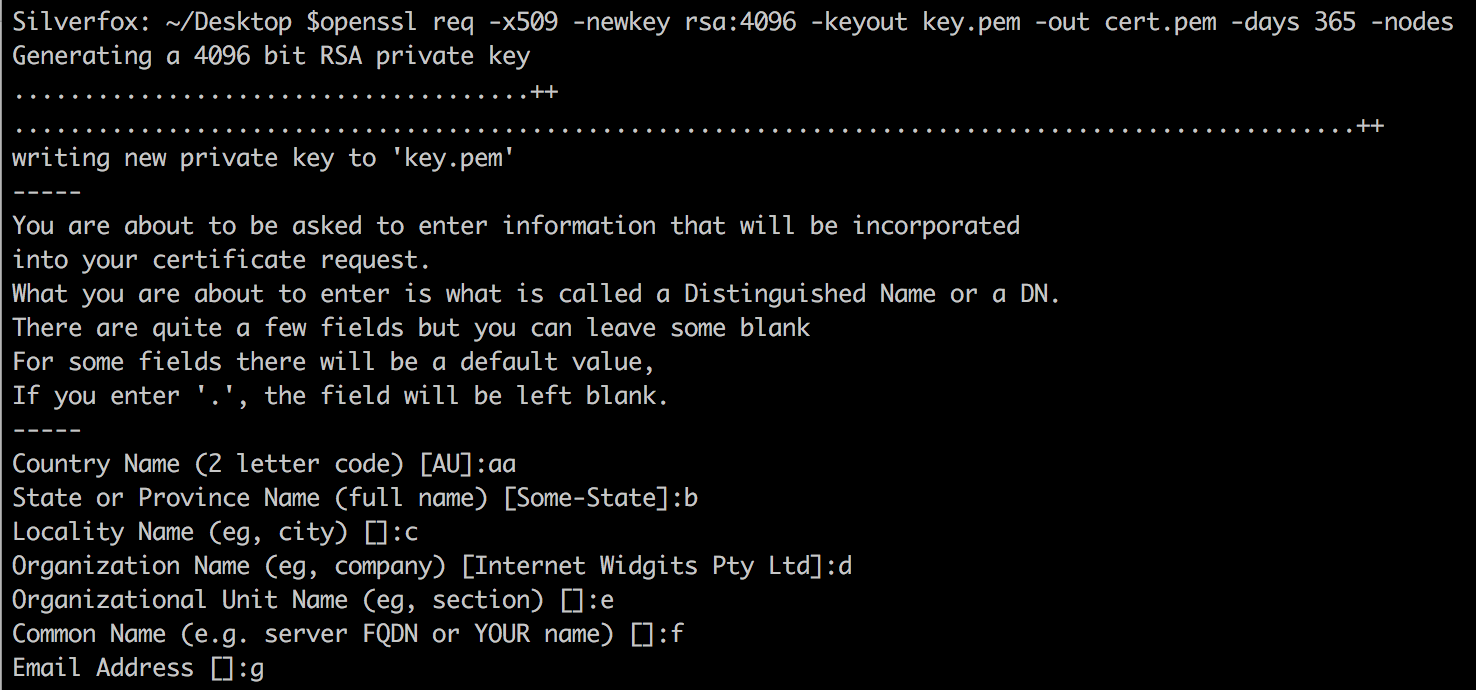 Silverfox: ~/Desktop $openssl req -x509 -newkey rsa:4096 -keyout key.pem -out cert.pem -days 365 -nodes
Generating a 4096 bit RSA private key
.....................................++
................................................................................................++
writing new private key to 'key.pem'
-----
You are about to be asked to enter information that will be incorporated
into your certificate request.
What you are about to enter is what is called a Distinguished Name or a DN.
There are quite a few fields but you can leave some blank
For some fields there will be a default value,
If you enter '.', the field will be left blank.
-----
Country Name (2 letter code) [AU]:aa
State or Province Name (full name) [Some-State]:b
Locality Name (eg, city) []:c
Organization Name (eg, company) [Internet Widgits Pty Ltd]:d
Organizational Unit Name (eg, section) []:e
Common Name (e.g. server FQDN or YOUR name) []:f
Email Address []:g